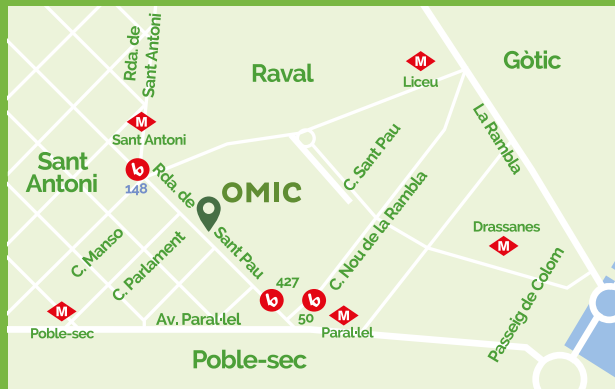 Rda. de
Sant Antoni
Raval
M
Liceu
Gòtic
M
Sant Antoni
La Rambla
Sant
Antoni
b
148
Rda. de
Sant Pau
OMIC
C. Sant Pau
C. Nou de la Rambla
Drassanes
M
C. Manso
C. Parlament
Passeig de Colom
427
b
b
50
M
Poble-sec
Av. Paral·lel
M
Paral·lel
Poble-sec